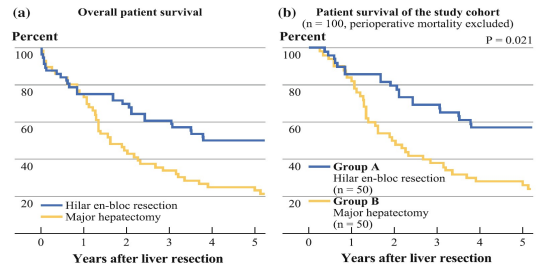 (a) Overall patient survival
Percent
100
80
60
40
20
Hilar en-bloc resection
Major hepatectomy
0 1 2 3 4 5
Years after liver resection
(b) Patient survival of the study cohort
(n = 100, perioperative mortality excluded)
Percent
P = 0.021
100
80
60
40
20
Group A
Hilar en-bloc resection
(n = 50)
Group B
Major hepatectomy
(n = 50)
0 1 2 3 4 5
Years after liver resection